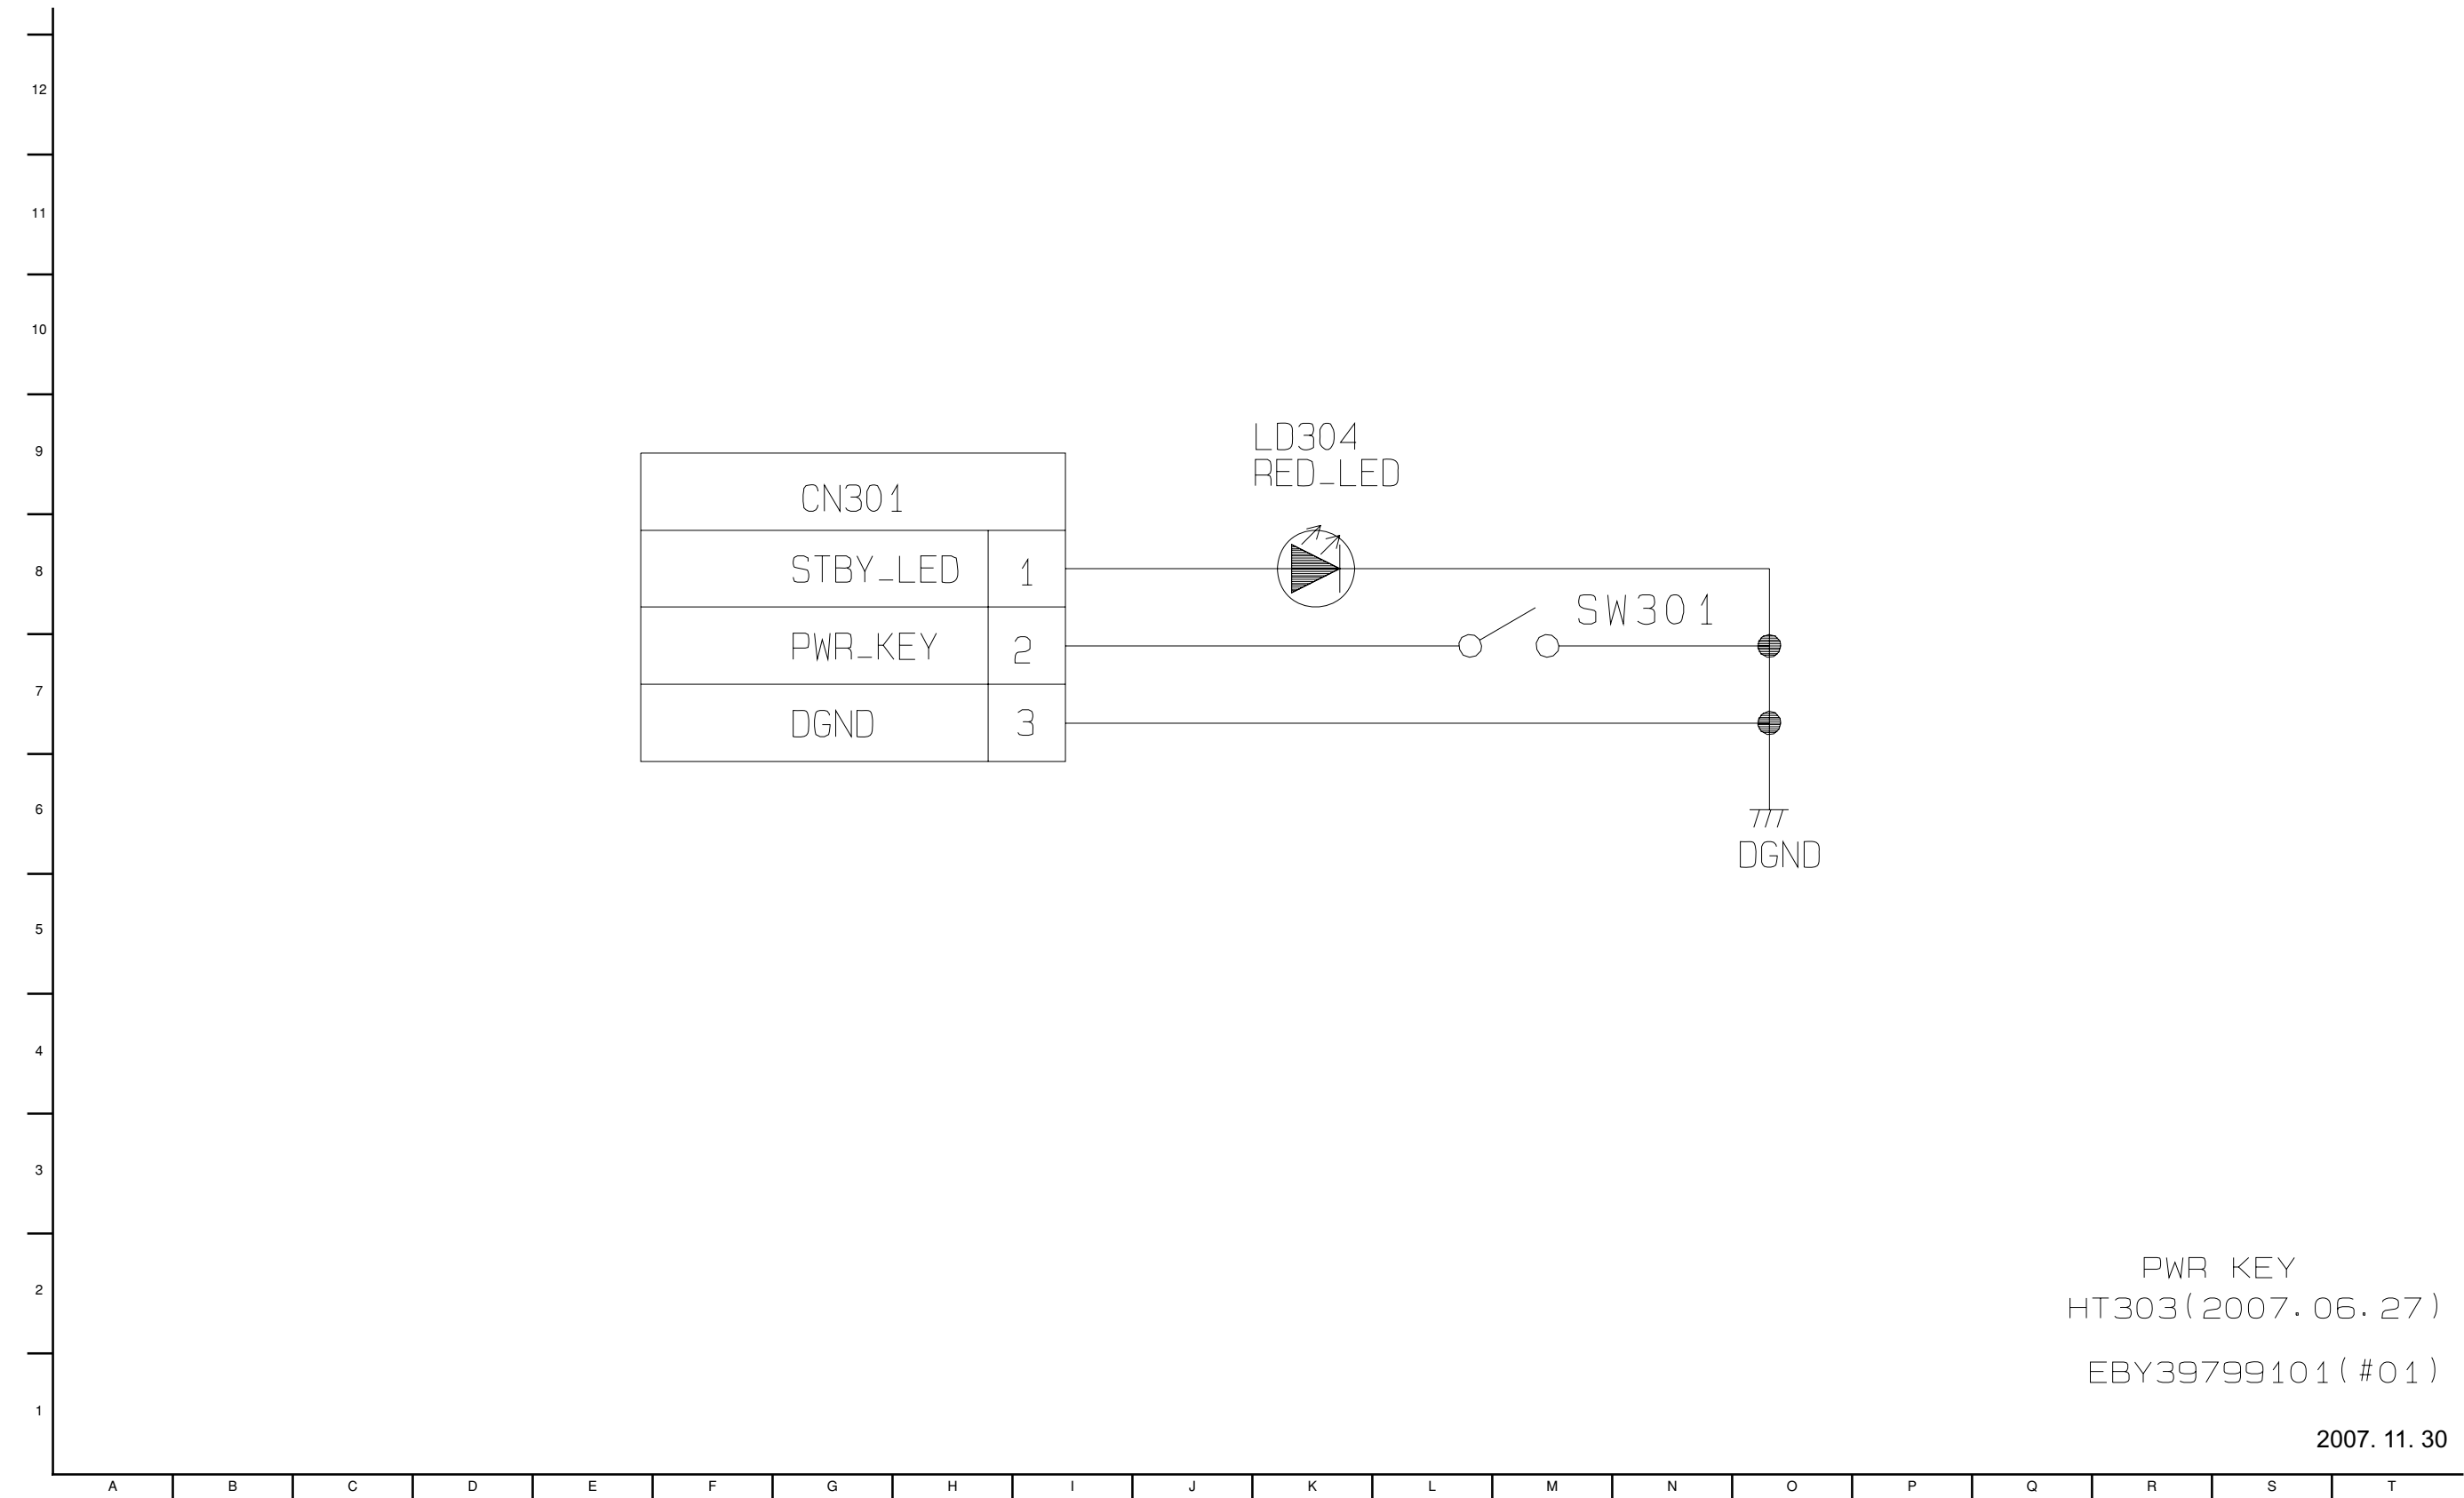 12
11
10
9
8
7
6
5
4
3
2
1
LD304
RED_LED
CN301
STBY_LED 1
PWR_KEY 2
DGND 3
SW301
DGND
PWR KEY
HT303(2007.06.27)
EBY39799101(#01)
2007. 11. 30
A B C D E F G H I J K L M N O P Q R S T